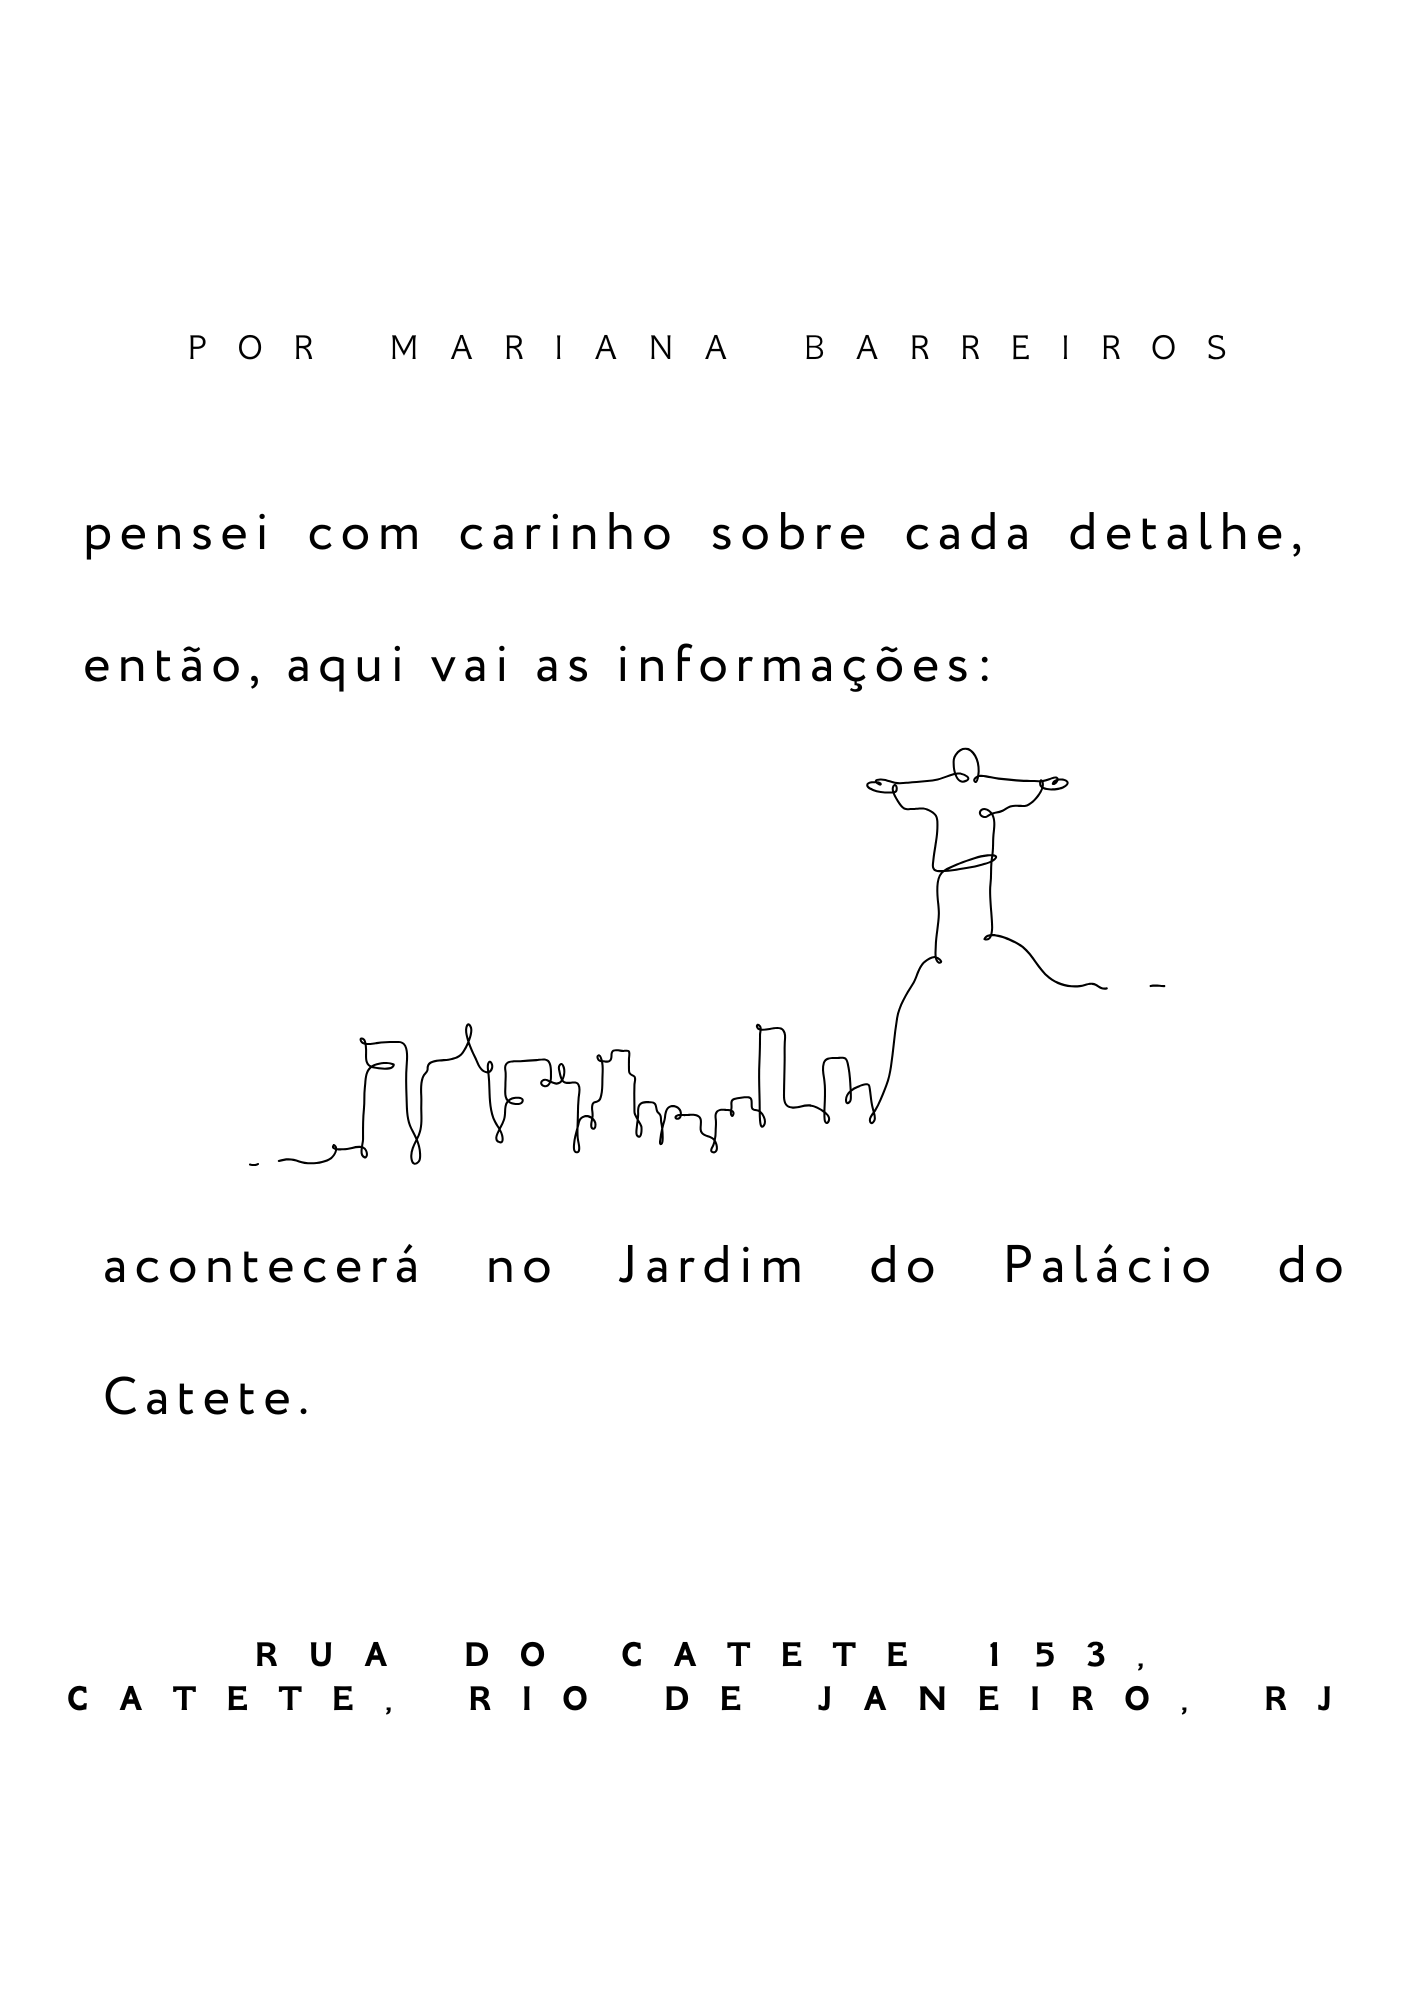 POR MARIANA BARREIROS
pensei com carinho sobre cada detalhe,
então, aqui vai as informações:
acontecerá no Jardim do Palácio do
Catete.
RUA DO CATETE 153,
CATETE, RIO DE JANEIRO, RJ